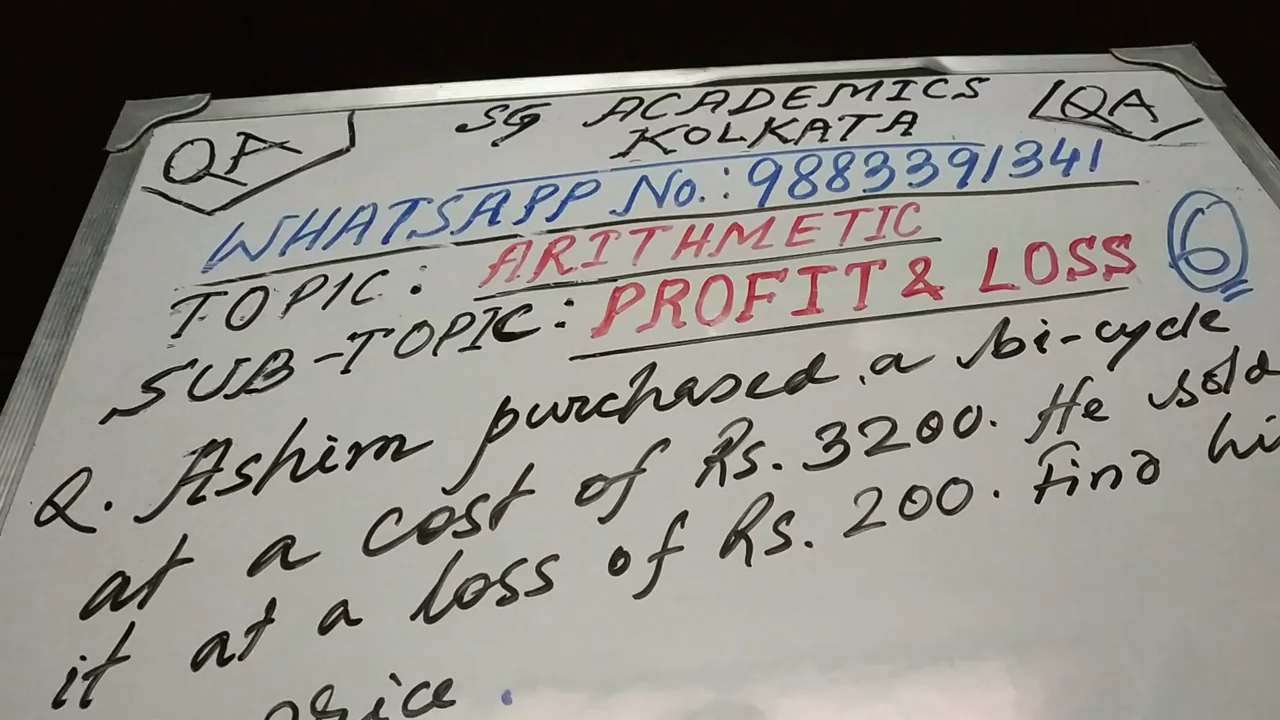 QA SG ACADEMICS QA
KOLKATA
WHATSAPP No.: 9883391341
TOPIC: ARITHMETIC
SUB-TOPIC: PROFIT & LOSS 6
Q. Ashim purchased a bi-cycle
at a cost of Rs. 3200. He sold
it at a loss of Rs. 200. Find
price.